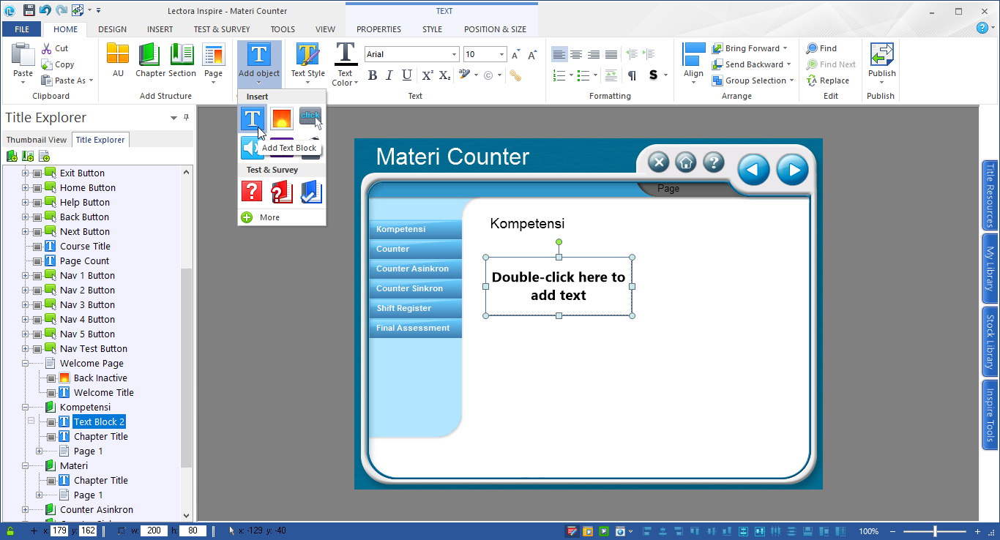 Lectora Inspire - Materi Counter
TEXT
FILE
HOME
DESIGN
INSERT
TEST & SURVEY
TOOLS
VIEW
PROPERTIES
STYLE
POSITION & SIZE
Paste
Cut
Copy
Paste As
Clipboard
AU
Chapter
Section
Page
Add Structure
Add object
Text Style
Text Color
Arial
10
B I U X² X₂
Text
Formatting
Align
Bring Forward
Send Backward
Group Selection
Arrange
Find
Find Next
Replace
Edit
Publish
Publish
Insert
click
Add Text Block
Test & Survey
More
Title Explorer
Thumbnail View
Title Explorer
Exit Button
Home Button
Help Button
Back Button
Next Button
Course Title
Page Count
Nav 1 Button
Nav 2 Button
Nav 3 Button
Nav 4 Button
Nav 5 Button
Nav Test Button
Welcome Page
Back Inactive
Welcome Title
Kompetensi
Text Block 2
Chapter Title
Page 1
Materi
Chapter Title
Page 1
Counter Asinkron
Materi Counter
Page
Kompetensi
Counter
Counter Asinkron
Counter Sinkron
Shift Register
Final Assessment
Kompetensi
Double-click here to
add text
Title Resources
My Library
Stock Library
Inspire Tools
x: 179 y: 162
w: 200 h: 80
x: -129 y: -40
100%